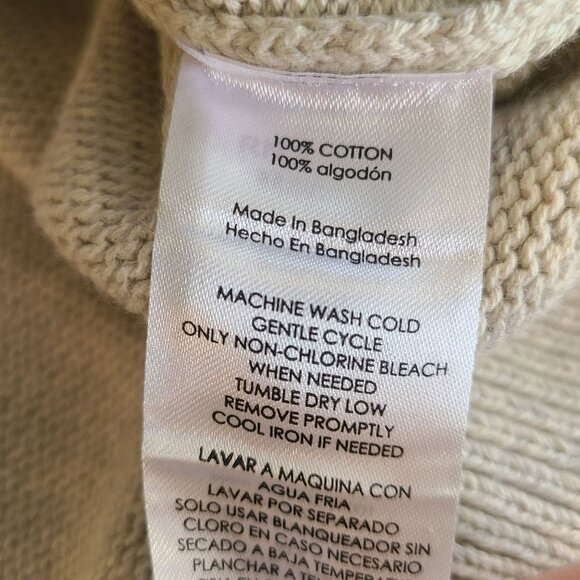 100% COTTON
100% algodón
Made In Bangladesh
Hecho En Bangladesh
MACHINE WASH COLD
GENTLE CYCLE
ONLY NON-CHLORINE BLEACH
WHEN NEEDED
TUMBLE DRY LOW
REMOVE PROMPTLY
COOL IRON IF NEEDED
LAVAR A MAQUINA CON
AGUA FRIA
LAVAR POR SEPARADO
SOLO USAR BLANQUEADOR SIN
CLORO EN CASO NECESARIO
SECADO A BAJA TEMPERATURA
PLANCHAR A